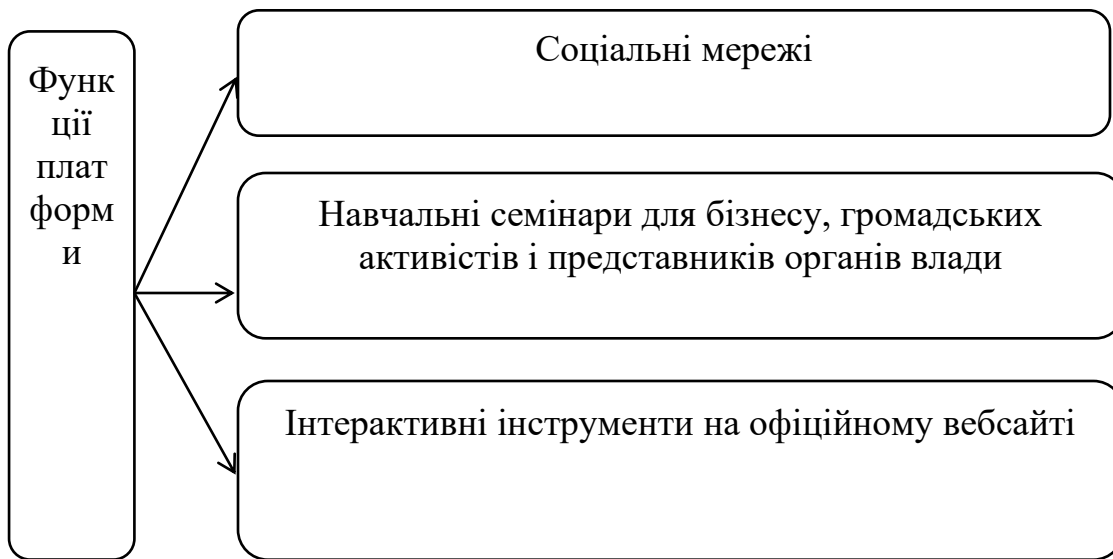 Функ
ції
плат
форм
и
Соціальні мережі
Навчальні семінари для бізнесу, громадських
активістів і представників органів влади
Інтерактивні інструменти на офіційному вебсайті